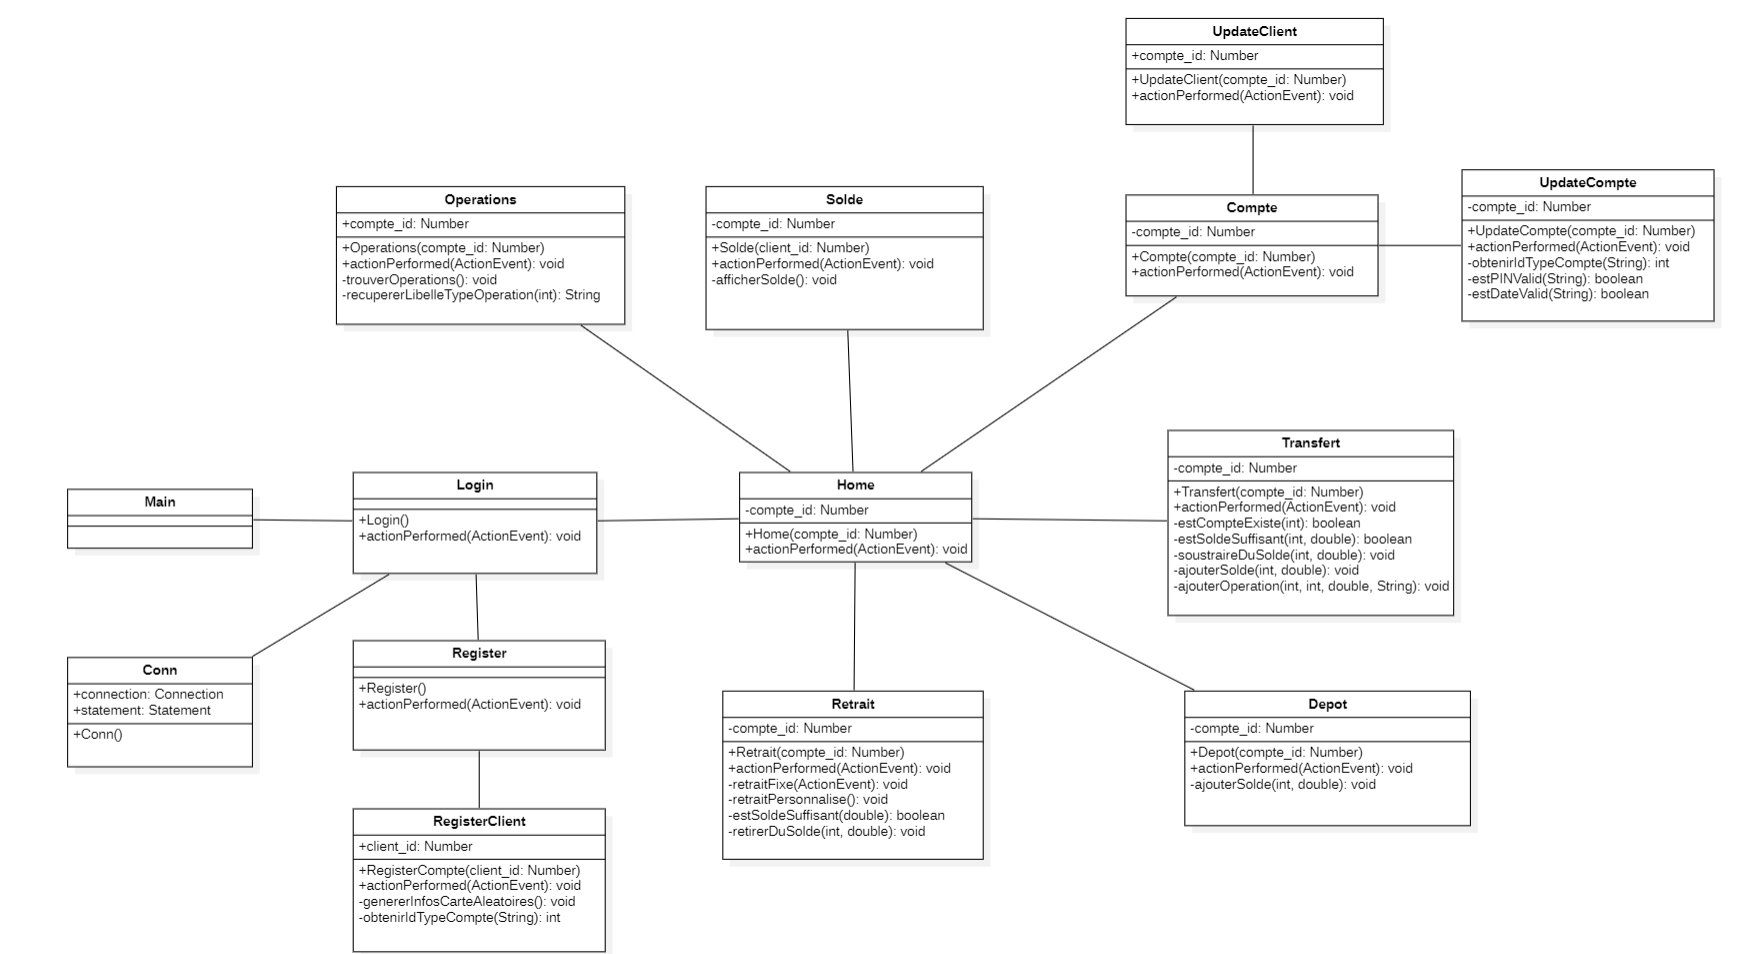 UpdateClient
+compte_id: Number
+UpdateClient(compte_id: Number)
+actionPerformed(ActionEvent): void
Operations
+compte_id: Number
+Operations(compte_id: Number)
+actionPerformed(ActionEvent): void
-trouverOperations(): void
-recupererLibelleTypeOperation(int): String
Solde
-compte_id: Number
+Solde(client_id: Number)
+actionPerformed(ActionEvent): void
-afficherSolde(): void
Compte
-compte_id: Number
+Compte(compte_id: Number)
+actionPerformed(ActionEvent): void
UpdateCompte
-compte_id: Number
+UpdateCompte(compte_id: Number)
+actionPerformed(ActionEvent): void
-obtenirIdTypeCompte(String): int
-estPINValid(String): boolean
-estDateValid(String): boolean
Main
Login
+Login()
+actionPerformed(ActionEvent): void
Home
-compte_id: Number
+Home(compte_id: Number)
+actionPerformed(ActionEvent): void
Transfert
-compte_id: Number
+Transfert(compte_id: Number)
+actionPerformed(ActionEvent): void
-estCompteExiste(int): boolean
-estSoldeSuffisant(int, double): boolean
-soustraireDuSolde(int, double): void
-ajouterSolde(int, double): void
-ajouterOperation(int, int, double, String): void
Conn
+connection: Connection
+statement: Statement
+Conn()
Register
+Register()
+actionPerformed(ActionEvent): void
Retrait
-compte_id: Number
+Retrait(compte_id: Number)
+actionPerformed(ActionEvent): void
-retraitFixe(ActionEvent): void
-retraitPersonnalise(): void
-estSoldeSuffisant(double): boolean
-retirerDuSolde(int, double): void
Depot
-compte_id: Number
+Depot(compte_id: Number)
+actionPerformed(ActionEvent): void
-ajouterSolde(int, double): void
RegisterClient
+client_id: Number
+RegisterCompte(client_id: Number)
+actionPerformed(ActionEvent): void
-genererInfosCarteAleatoires(): void
-obtenirIdTypeCompte(String): int